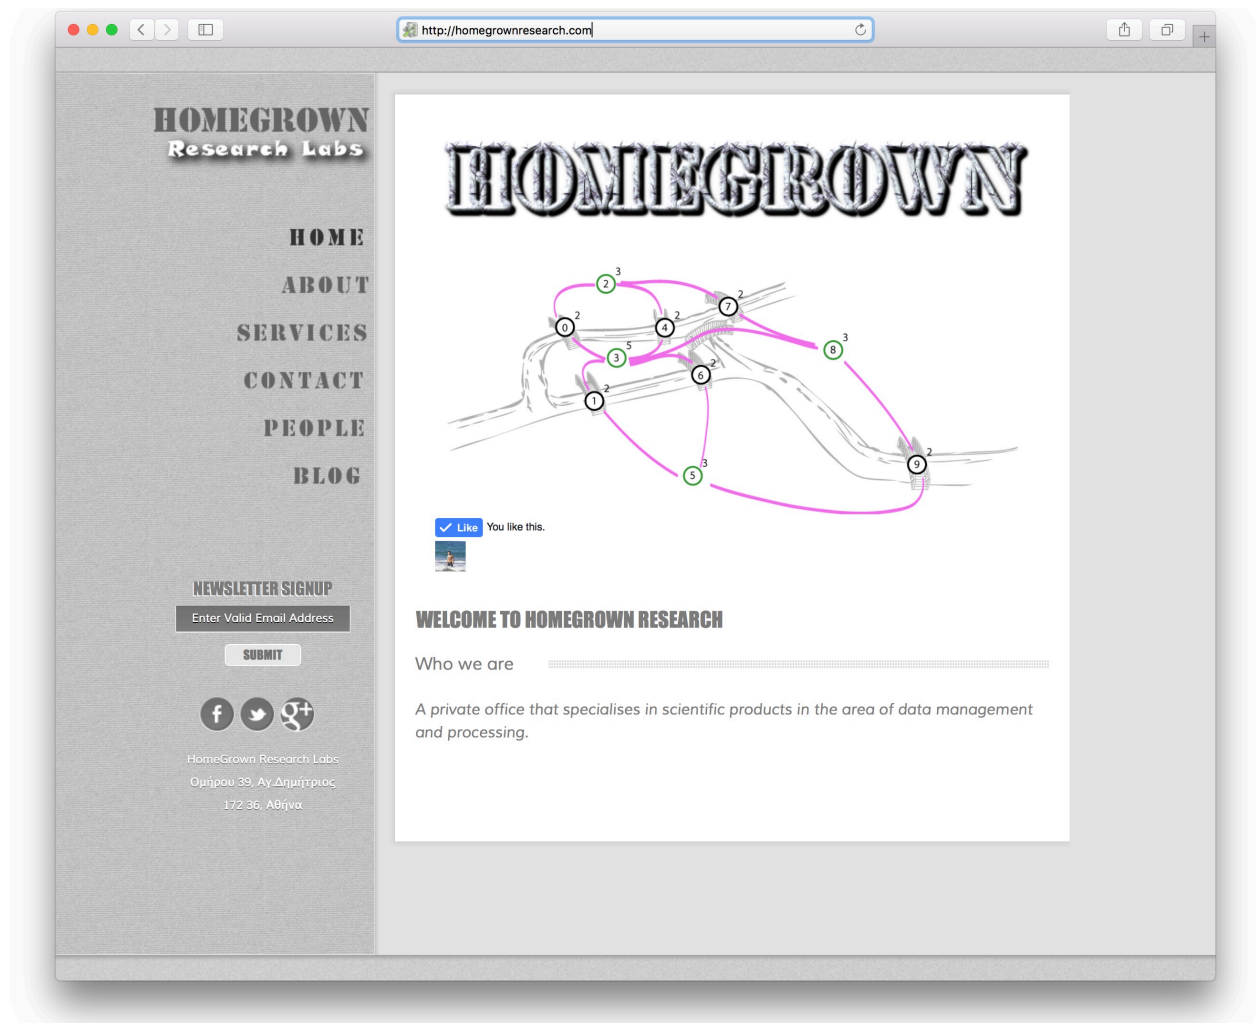 http://homegrownresearch.com
HOMEGROWN
Research Labs
HOME
ABOUT
SERVICES
CONTACT
PEOPLE
BLOG
NEWSLETTER SIGNUP
Enter Valid Email Address
SUBMIT
HomeGrown Research Labs
Ομήρου 39, Αγ.Δημήτριος
172 36, Αθήνα
HOMEGROWN
2 3
7 2
0 2
4 2
3 5
8 3
6 2
1 2
9 2
5 3
Like You like this.
WELCOME TO HOMEGROWN RESEARCH
Who we are
A private office that specialises in scientific products in the area of data management
and processing.